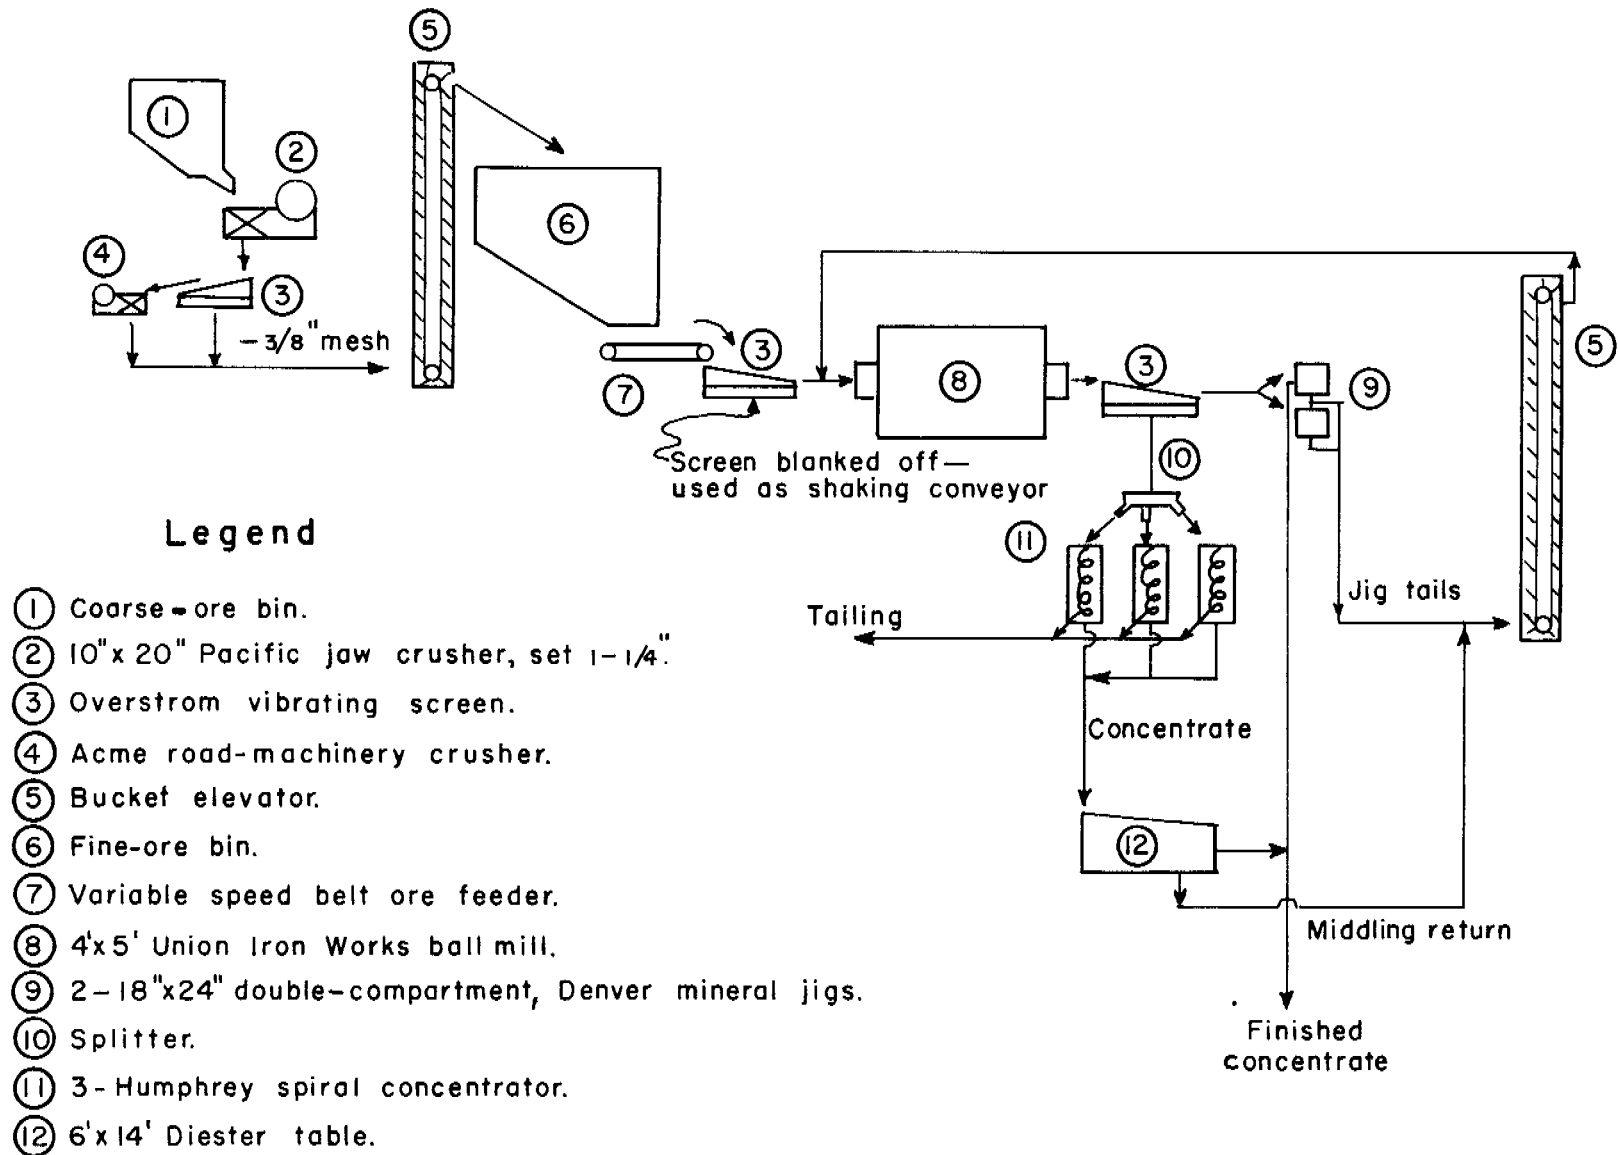 5
1
2
6
4
3
-3/8" mesh
3
7
8
3
9
5
Screen blanked off—
used as shaking conveyor
10
11
Tailing
Jig tails
Concentrate
12
Middling return
Finished
concentrate
Legend
1 Coarse-ore bin.
2 10" x 20" Pacific jaw crusher, set 1-1/4".
3 Overstrom vibrating screen.
4 Acme road-machinery crusher.
5 Bucket elevator.
6 Fine-ore bin.
7 Variable speed belt ore feeder.
8 4'x 5' Union Iron Works ball mill.
9 2-18"x24" double-compartment, Denver mineral jigs.
10 Splitter.
11 3-Humphrey spiral concentrator.
12 6'x 14' Diester table.